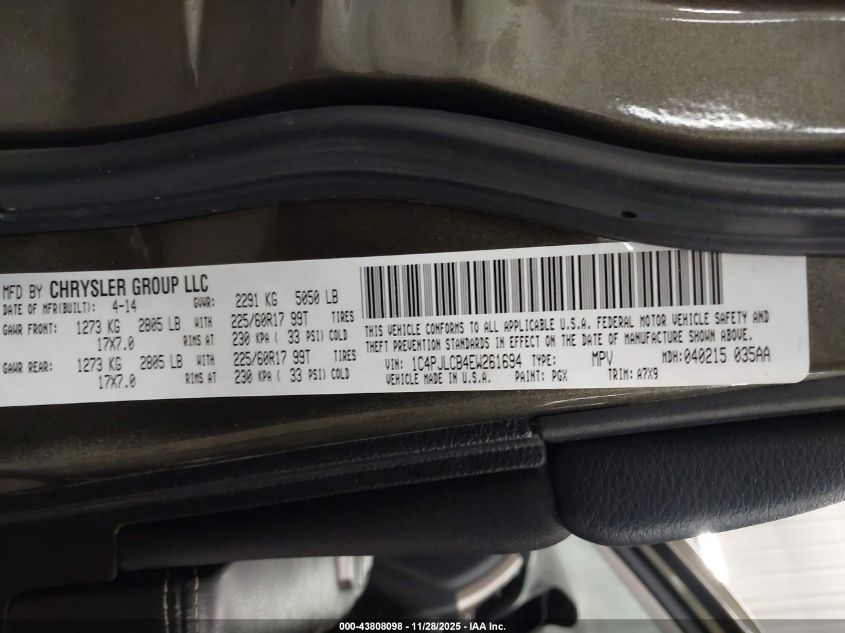 MFD BY CHRYSLER GROUP LLC
DATE OF MFR(BUILT): 4-14 GVWR: 2291 KG 5050 LB
GAWR FRONT: 1273 KG 2805 LB WITH 225/60R17 99T TIRES
17X7.0 RIMS AT 230 KPA ( 33 PSI) COLD
GAWR REAR: 1273 KG 2805 LB WITH 225/60R17 99T TIRES
17X7.0 RIMS AT 230 KPA ( 33 PSI) COLD
THIS VEHICLE CONFORMS TO ALL APPLICABLE U.S.A. FEDERAL MOTOR VEHICLE SAFETY AND
THEFT PREVENTION STANDARDS IN EFFECT ON THE DATE OF MANUFACTURE SHOWN ABOVE.
VIN: 1C4PJLCB4EW261694 TYPE: MPV MDH: 040215 035AA
VEHICLE MADE IN U.S.A. PAINT: PGX TRIM: A7X9
000-43808098 - 11/28/2025 - IAA Inc.